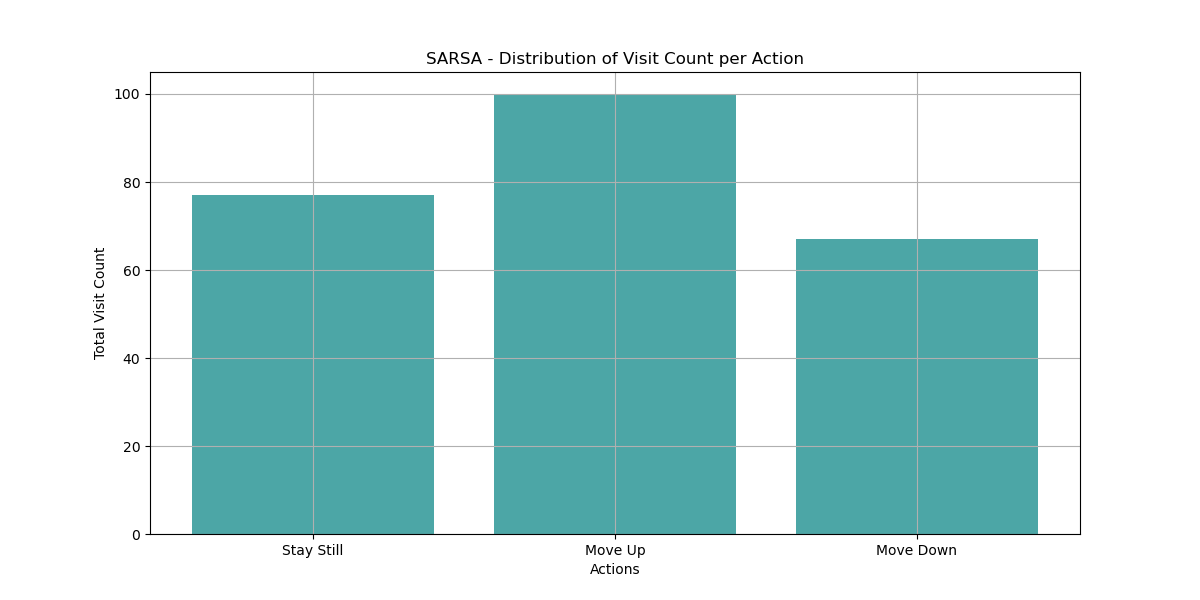 SARSA - Distribution of Visit Count per Action
Total Visit Count
100
80
60
40
20
0
Stay Still
Move Up
Move Down
Actions